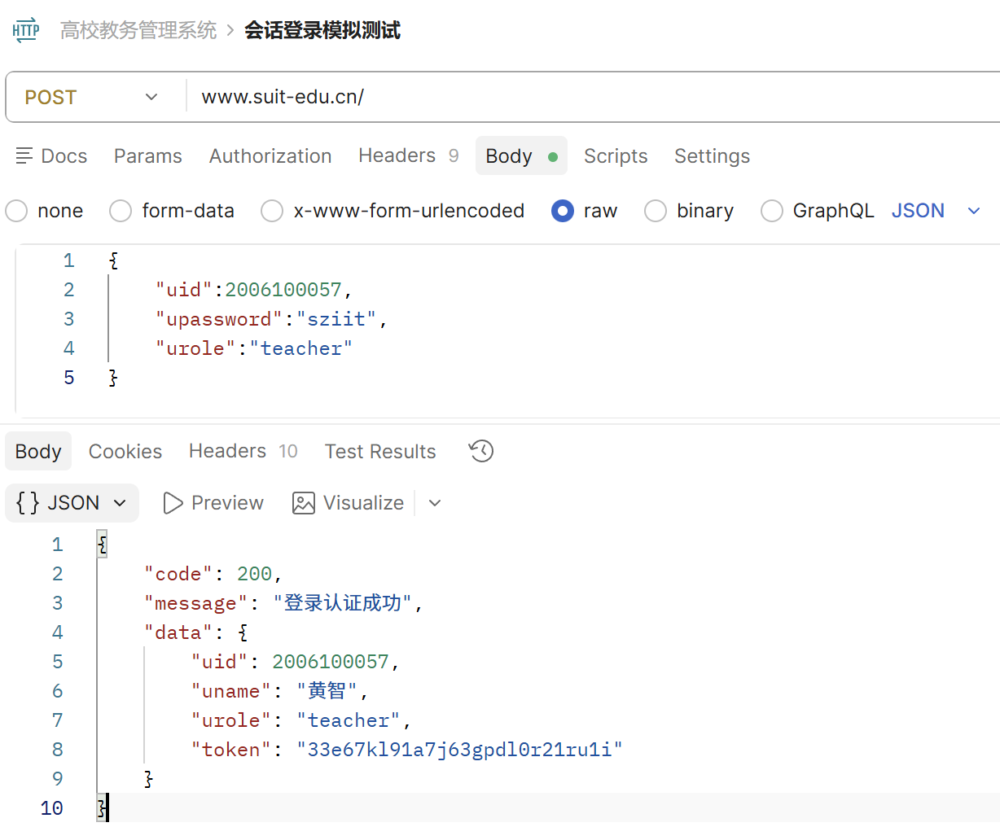 HTTP 高校教务管理系统 > 会话登录模拟测试
POST www.suit-edu.cn/
Docs Params Authorization Headers 9 Body Scripts Settings
none form-data x-www-form-urlencoded raw binary GraphQL JSON
1 {
2 "uid":2006100057,
3 "upassword":"sziit",
4 "urole":"teacher"
5 }
Body Cookies Headers 10 Test Results
{ } JSON Preview Visualize
1 {
2 "code": 200,
3 "message": "登录认证成功",
4 "data": {
5 "uid": 2006100057,
6 "uname": "黄智",
7 "urole": "teacher",
8 "token": "33e67kl91a7j63gpdl0r21ru1i"
9 }
10 }